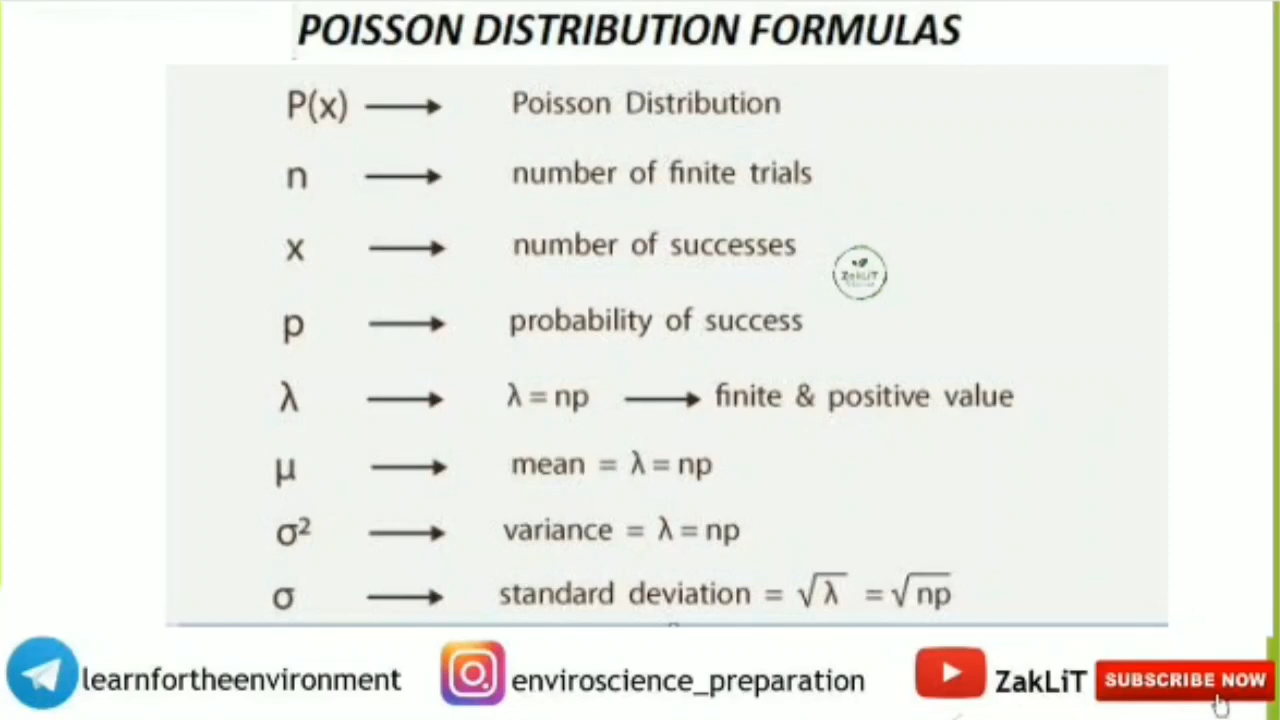 POISSON DISTRIBUTION FORMULAS
P(x) → Poisson Distribution
n → number of finite trials
x → number of successes
ZakLiT
p → probability of success
λ → λ = np → finite & positive value
μ → mean = λ = np
σ² → variance = λ = np
σ → standard deviation = √λ = √np
learnfortheenvironment enviroscience_preparation ZakLiT SUBSCRIBE NOW